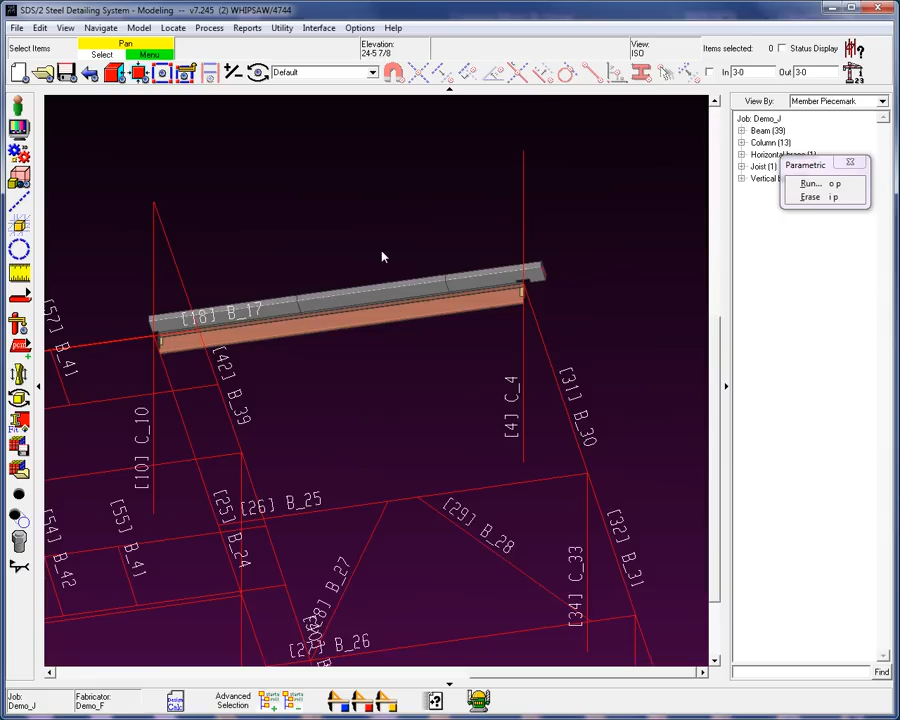 SDS/2 Steel Detailing System - Modeling -- v7.245 (2) WHIPSAW/4744
File Edit View Navigate Model Locate Process Reports Utility Interface Options Help
Select Items
Pan
Select Menu
Elevation:
24-5 7/8
View:
ISO
Items selected: 0
Status Display
Default
In 3-0 Out 3-0
View By: Member Piecemark
Job: Demo_J
Beam (39)
Column (13)
Horizontal brace (1)
Joist (1)
Vertical b
Parametric
Run... o p
Erase i p
[18] B_17
[57] B_41
[42] B_39
[10] C_10
[4] C_4
[31] B_30
[26] B_25
[25] B_24
[29] B_28
[54] B_42
[55] B_41
[32] B_31
[34] C_33
B_27
B_26
Find
Job:
Demo_J
Fabricator:
Demo_F
Design
Calc
Advanced
Selection